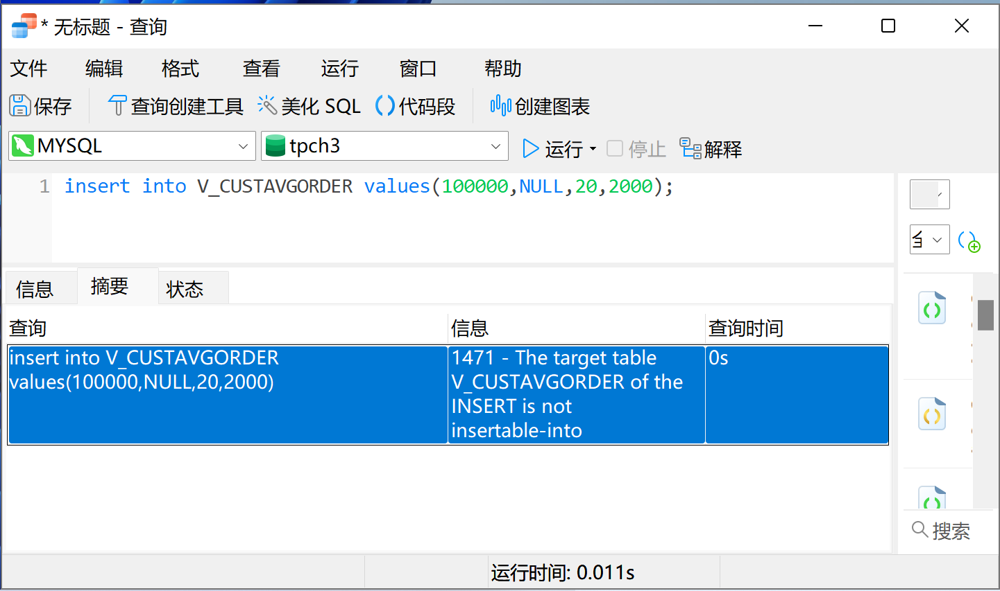 * 无标题 - 查询
文件 编辑 格式 查看 运行 窗口 帮助
保存 查询创建工具 美化 SQL 代码段 创建图表
MYSQL tpch3 运行 停止 解释
1 insert into V_CUSTAVGORDER values(100000,NULL,20,2000);
信息 摘要 状态
查询 信息 查询时间
insert into V_CUSTAVGORDER
values(100000,NULL,20,2000)
1471 - The target table
V_CUSTAVGORDER of the
INSERT is not
insertable-into
0s
搜索
运行时间: 0.011s